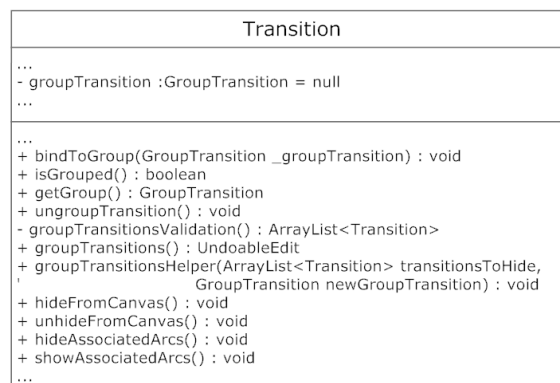 Transition
...
- groupTransition :GroupTransition = null
...
...
+ bindToGroup(GroupTransition _groupTransition) : void
+ isGrouped() : boolean
+ getGroup() : GroupTransition
+ ungroupTransition() : void
- groupTransitionsValidation() : ArrayList<Transition>
+ groupTransitions() : UndoableEdit
+ groupTransitionsHelper(ArrayList<Transition> transitionsToHide,
' GroupTransition newGroupTransition) : void
+ hideFromCanvas() : void
+ unhideFromCanvas() : void
+ hideAssociatedArcs() : void
+ showAssociatedArcs() : void
...